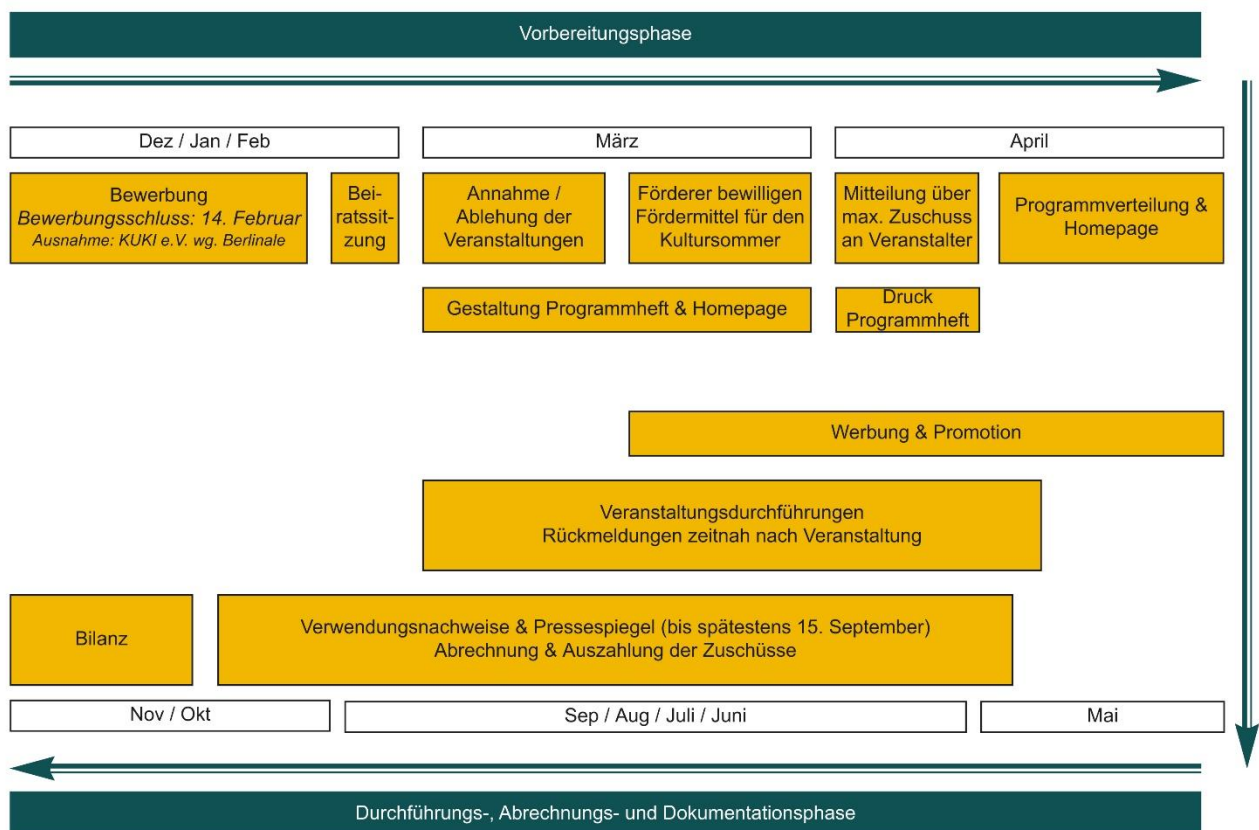 Vorbereitungsphase
Dez / Jan / Feb
März
April
Bewerbung
Bewerbungsschluss: 14. Februar
Ausnahme: KUKI e.V. wg. Berlinale
Bei-
ratssit-
zung
Annahme /
Ablehung der
Veranstaltungen
Förderer bewilligen
Fördermittel für den
Kultursommer
Mitteilung über
max. Zuschuss
an Veranstalter
Programmverteilung &
Homepage
Gestaltung Programmheft & Homepage
Druck
Programmheft
Werbung & Promotion
Veranstaltungsdurchführungen
Rückmeldungen zeitnah nach Veranstaltung
Bilanz
Verwendungsnachweise & Pressespiegel (bis spätestens 15. September)
Abrechnung & Auszahlung der Zuschüsse
Nov / Okt
Sep / Aug / Juli / Juni
Mai
Durchführungs-, Abrechnungs- und Dokumentationsphase